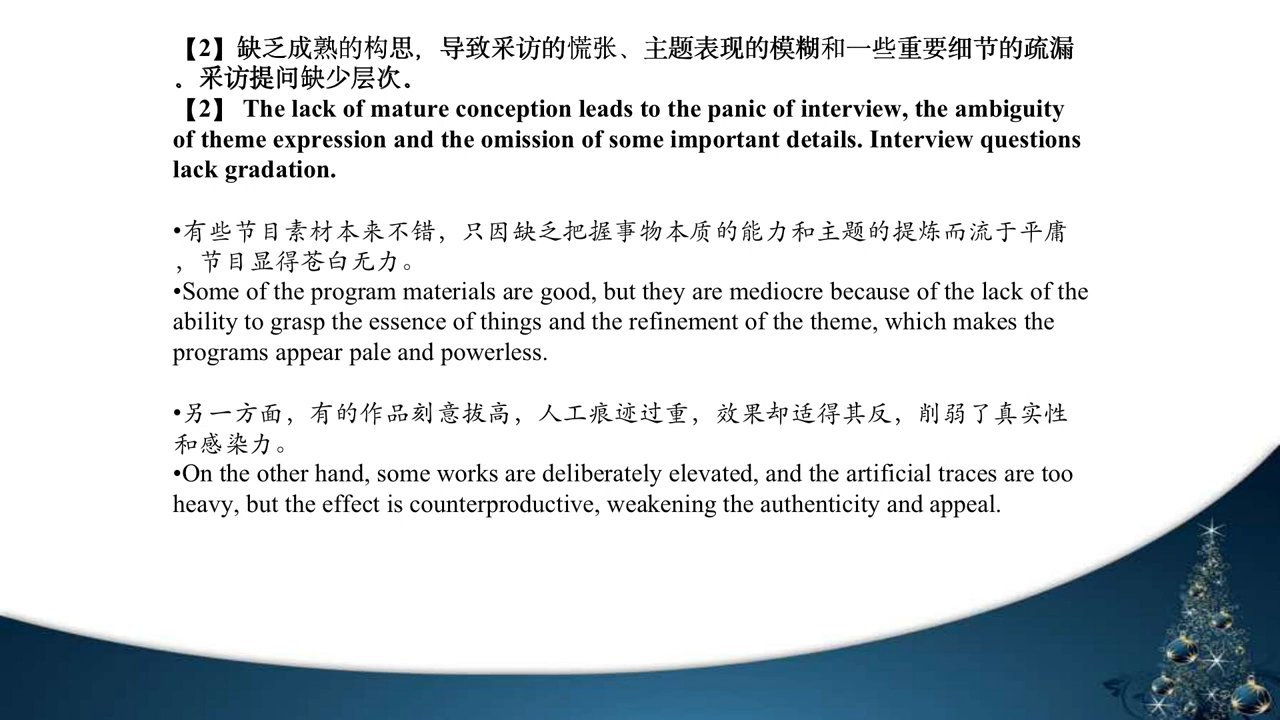 【2】缺乏成熟的构思，导致采访的慌张、主题表现的模糊和一些重要细节的疏漏
。采访提问缺少层次。
【2】 The lack of mature conception leads to the panic of interview, the ambiguity
of theme expression and the omission of some important details. Interview questions
lack gradation.
•有些节目素材本来不错，只因缺乏把握事物本质的能力和主题的提炼而流于平庸
，节目显得苍白无力。
•Some of the program materials are good, but they are mediocre because of the lack of the
ability to grasp the essence of things and the refinement of the theme, which makes the
programs appear pale and powerless.
•另一方面，有的作品刻意拔高，人工痕迹过重，效果却适得其反，削弱了真实性
和感染力。
•On the other hand, some works are deliberately elevated, and the artificial traces are too
heavy, but the effect is counterproductive, weakening the authenticity and appeal.